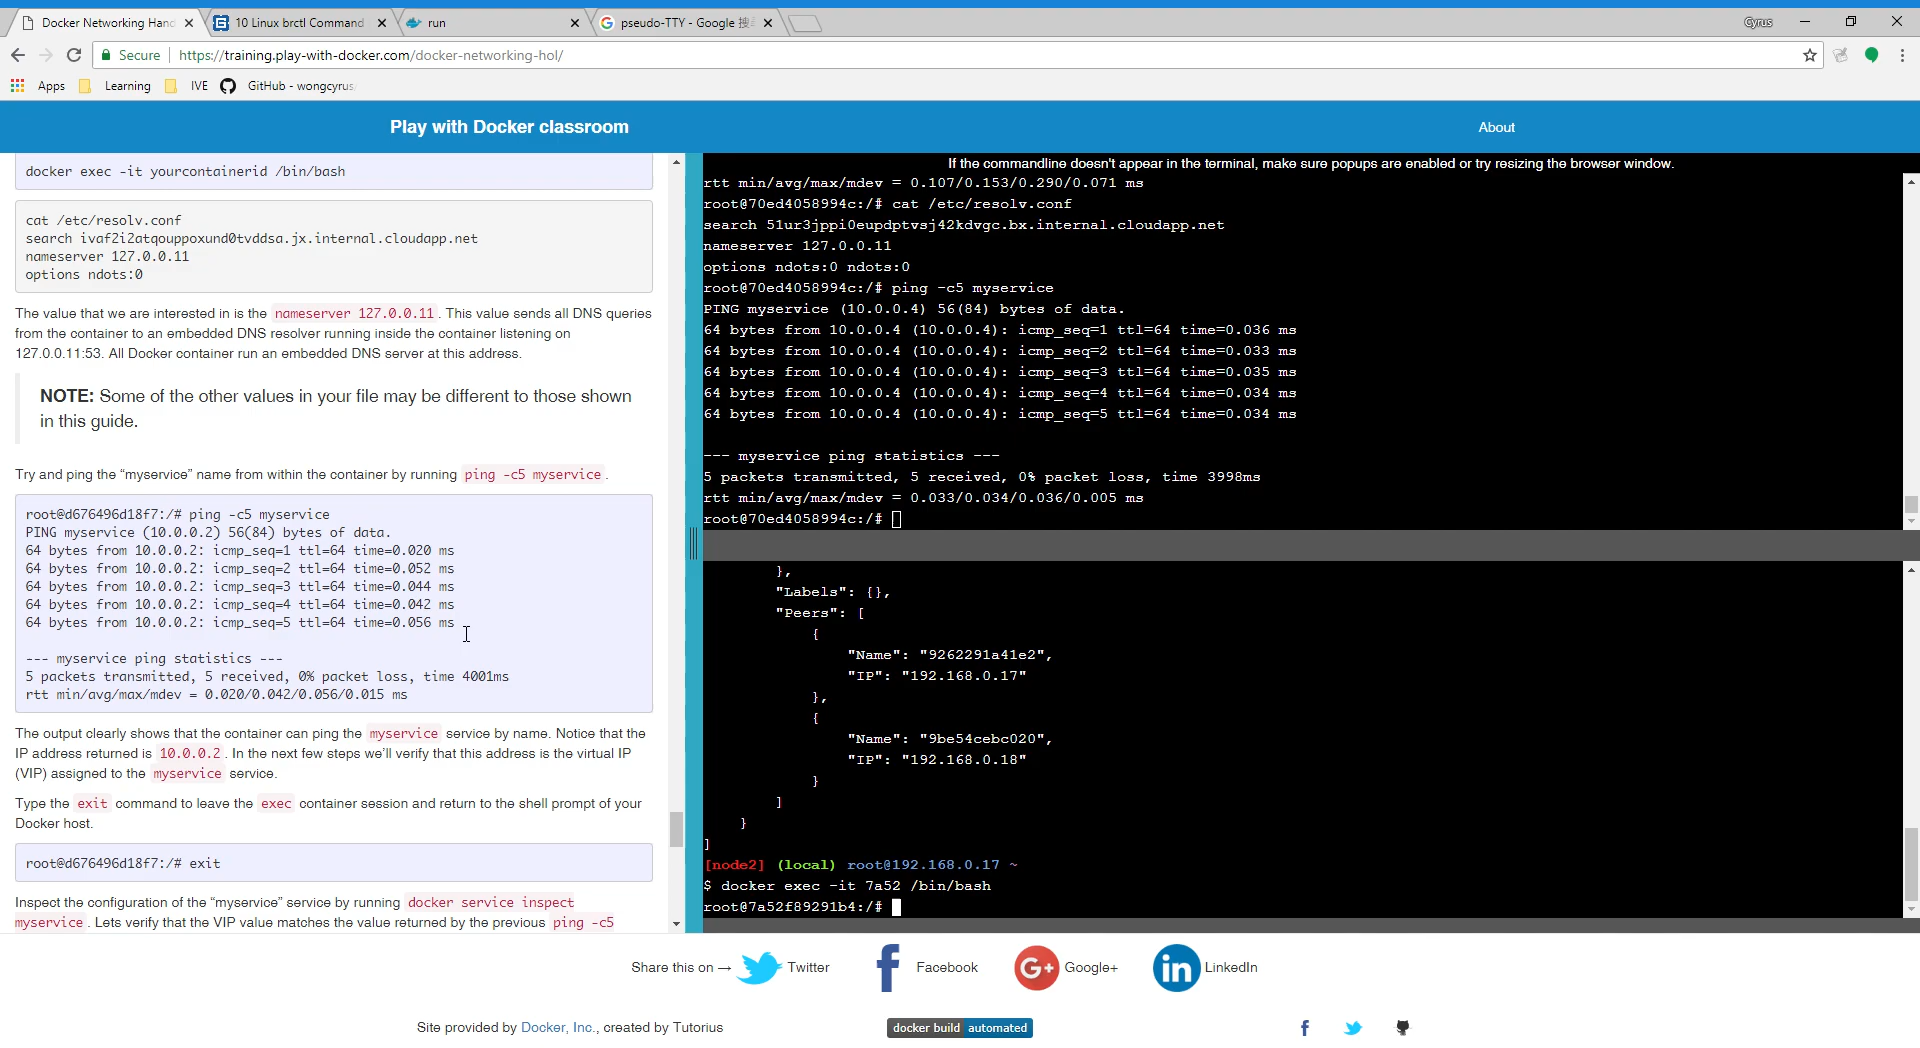 Docker Networking Hand
10 Linux brctl Command
run
pseudo-TTY - Google 搜
Cyrus
Secure
https://training.play-with-docker.com/docker-networking-hol/
Apps
Learning
IVE
GitHub - wongcyrus
Play with Docker classroom
About
docker exec -it yourcontainerid /bin/bash
cat /etc/resolv.conf
search ivaf2i2atqouppoxund0tvddsa.jx.internal.cloudapp.net
nameserver 127.0.0.11
options ndots:0
The value that we are interested in is the nameserver 127.0.0.11. This value sends all DNS queries
from the container to an embedded DNS resolver running inside the container listening on
127.0.0.11:53. All Docker container run an embedded DNS server at this address.
NOTE: Some of the other values in your file may be different to those shown
in this guide.
Try and ping the “myservice” name from within the container by running ping -c5 myservice.
root@d676496d18f7:/# ping -c5 myservice
PING myservice (10.0.0.2) 56(84) bytes of data.
64 bytes from 10.0.0.2: icmp_seq=1 ttl=64 time=0.020 ms
64 bytes from 10.0.0.2: icmp_seq=2 ttl=64 time=0.052 ms
64 bytes from 10.0.0.2: icmp_seq=3 ttl=64 time=0.044 ms
64 bytes from 10.0.0.2: icmp_seq=4 ttl=64 time=0.042 ms
64 bytes from 10.0.0.2: icmp_seq=5 ttl=64 time=0.056 ms
--- myservice ping statistics ---
5 packets transmitted, 5 received, 0% packet loss, time 4001ms
rtt min/avg/max/mdev = 0.020/0.042/0.056/0.015 ms
The output clearly shows that the container can ping the myservice service by name. Notice that the
IP address returned is 10.0.0.2. In the next few steps we’ll verify that this address is the virtual IP
(VIP) assigned to the myservice service.
Type the exit command to leave the exec container session and return to the shell prompt of your
Docker host.
root@d676496d18f7:/# exit
Inspect the configuration of the “myservice” service by running docker service inspect
myservice. Lets verify that the VIP value matches the value returned by the previous ping -c5
If the commandline doesn't appear in the terminal, make sure popups are enabled or try resizing the browser window.
rtt min/avg/max/mdev = 0.107/0.153/0.290/0.071 ms
root@70ed4058994c:/# cat /etc/resolv.conf
search 51ur3jppi0eupdptvsj42kdvgc.bx.internal.cloudapp.net
nameserver 127.0.0.11
options ndots:0 ndots:0
root@70ed4058994c:/# ping -c5 myservice
PING myservice (10.0.0.4) 56(84) bytes of data.
64 bytes from 10.0.0.4 (10.0.0.4): icmp_seq=1 ttl=64 time=0.036 ms
64 bytes from 10.0.0.4 (10.0.0.4): icmp_seq=2 ttl=64 time=0.033 ms
64 bytes from 10.0.0.4 (10.0.0.4): icmp_seq=3 ttl=64 time=0.035 ms
64 bytes from 10.0.0.4 (10.0.0.4): icmp_seq=4 ttl=64 time=0.034 ms
64 bytes from 10.0.0.4 (10.0.0.4): icmp_seq=5 ttl=64 time=0.034 ms
--- myservice ping statistics ---
5 packets transmitted, 5 received, 0% packet loss, time 3998ms
rtt min/avg/max/mdev = 0.033/0.034/0.036/0.005 ms
root@70ed4058994c:/#
},
"Labels": {},
"Peers": [
{
"Name": "9262291a41e2",
"IP": "192.168.0.17"
},
{
"Name": "9be54cebc020",
"IP": "192.168.0.18"
}
]
}
]
[node2] (local) root@192.168.0.17 ~
$ docker exec -it 7a52 /bin/bash
root@7a52f89291b4:/#
Share this on → Twitter Facebook G+ Google+ in LinkedIn
Site provided by Docker, Inc., created by Tutorius
docker build automated